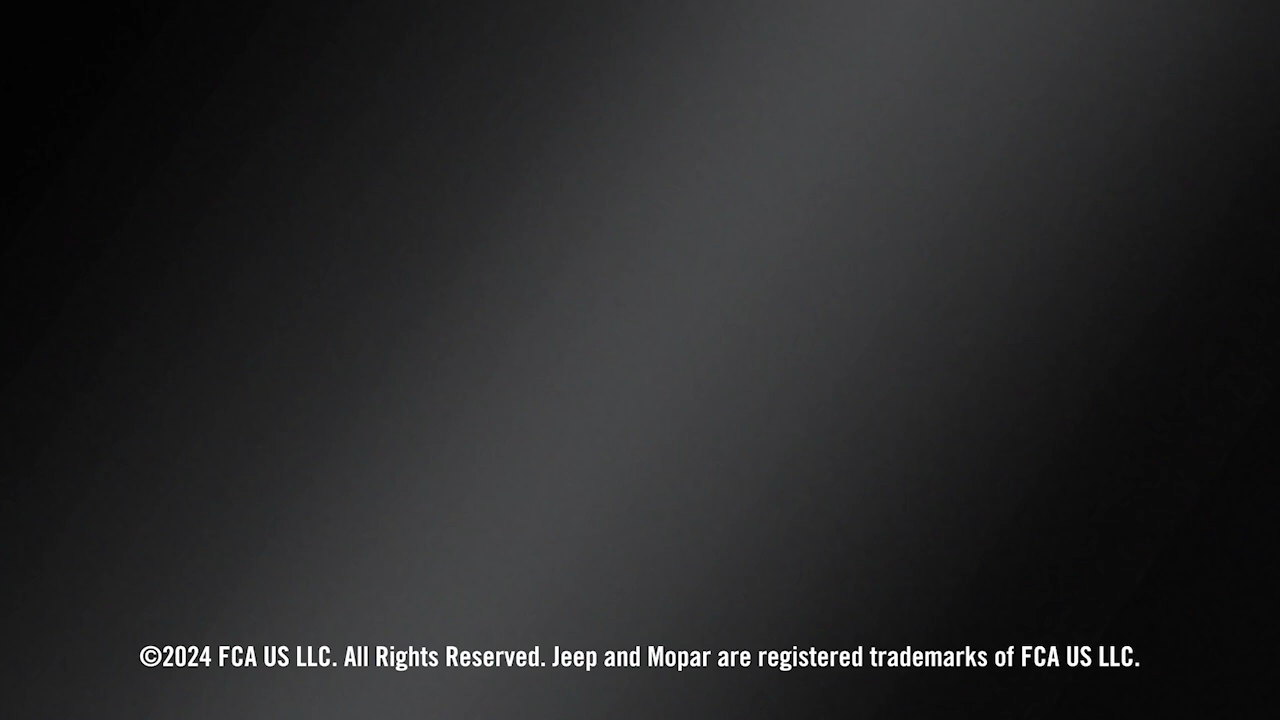 ©2024 FCA US LLC. All Rights Reserved. Jeep and Mopar are registered trademarks of FCA US LLC.